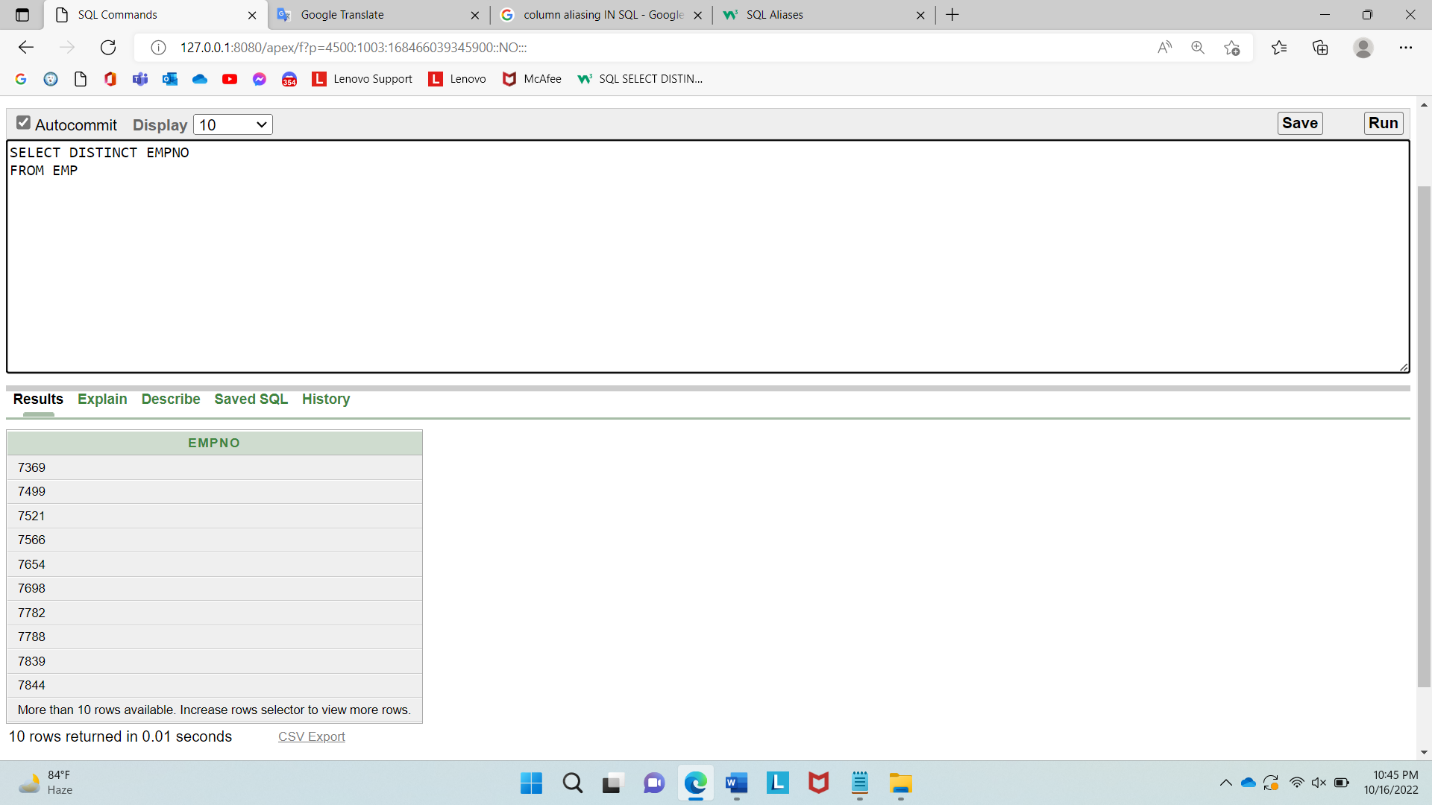 SQL Commands
Google Translate
column aliasing IN SQL - Google
SQL Aliases
127.0.0.1:8080/apex/f?p=4500:1003:168466039345900::NO:::
354
L Lenovo Support
L Lenovo
McAfee
SQL SELECT DISTIN...
Autocommit Display 10 Save Run
SELECT DISTINCT EMPNO
FROM EMP
Results Explain Describe Saved SQL History
EMPNO
7369
7499
7521
7566
7654
7698
7782
7788
7839
7844
More than 10 rows available. Increase rows selector to view more rows.
10 rows returned in 0.01 seconds CSV Export
84°F
Haze
10:45 PM
10/16/2022